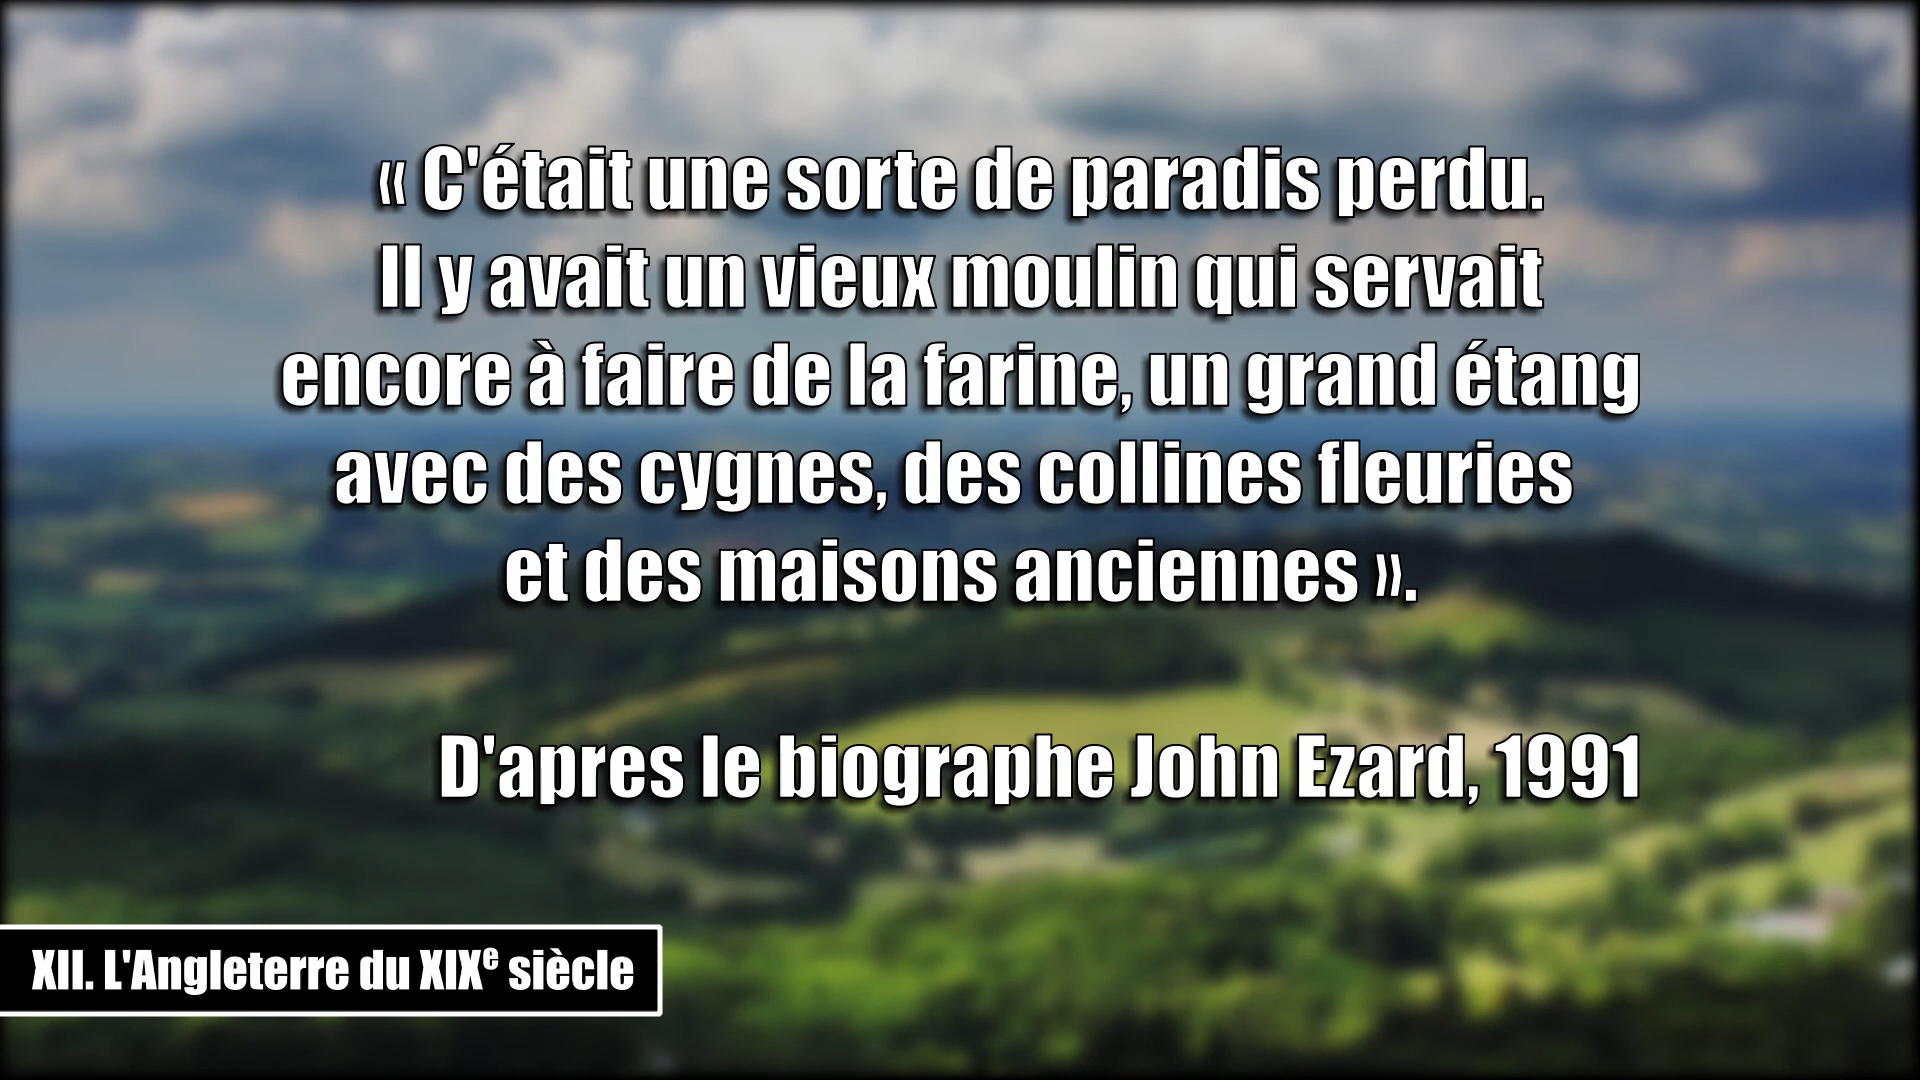 « C'était une sorte de paradis perdu.
Il y avait un vieux moulin qui servait
encore à faire de la farine, un grand étang
avec des cygnes, des collines fleuries
et des maisons anciennes ».
D'apres le biographe John Ezard, 1991
XII. L'Angleterre du XIXe siècle